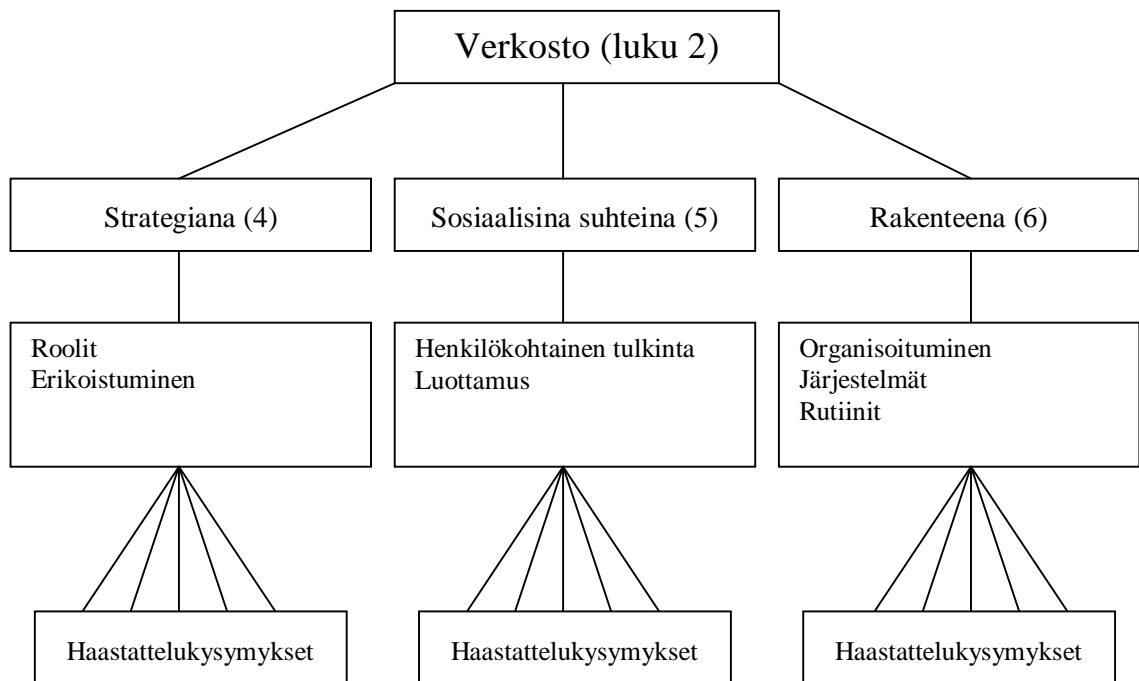 Verkosto (luku 2)
Strategiana (4)
Sosiaalisina suhteina (5)
Rakenteena (6)
Roolit
Erikoistuminen
Henkilökohtainen tulkinta
Luottamus
Organisoituminen
Järjestelmät
Rutiinit
Haastattelukysymykset
Haastattelukysymykset
Haastattelukysymykset